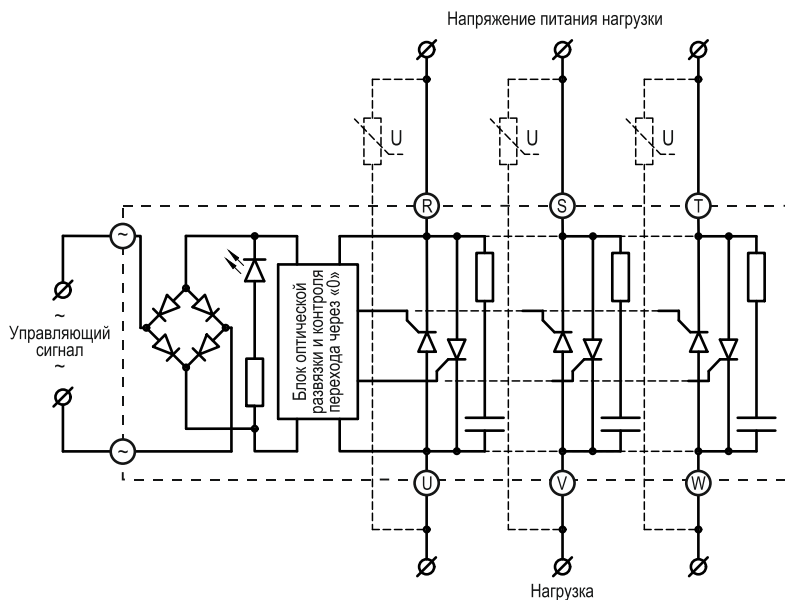 Напряжение питания нагрузки
U U U
R S T
~
~
Управляющий
сигнал
~
Блок оптической
развязки и контроля
перехода через «0»
~
U V W
Нагрузка